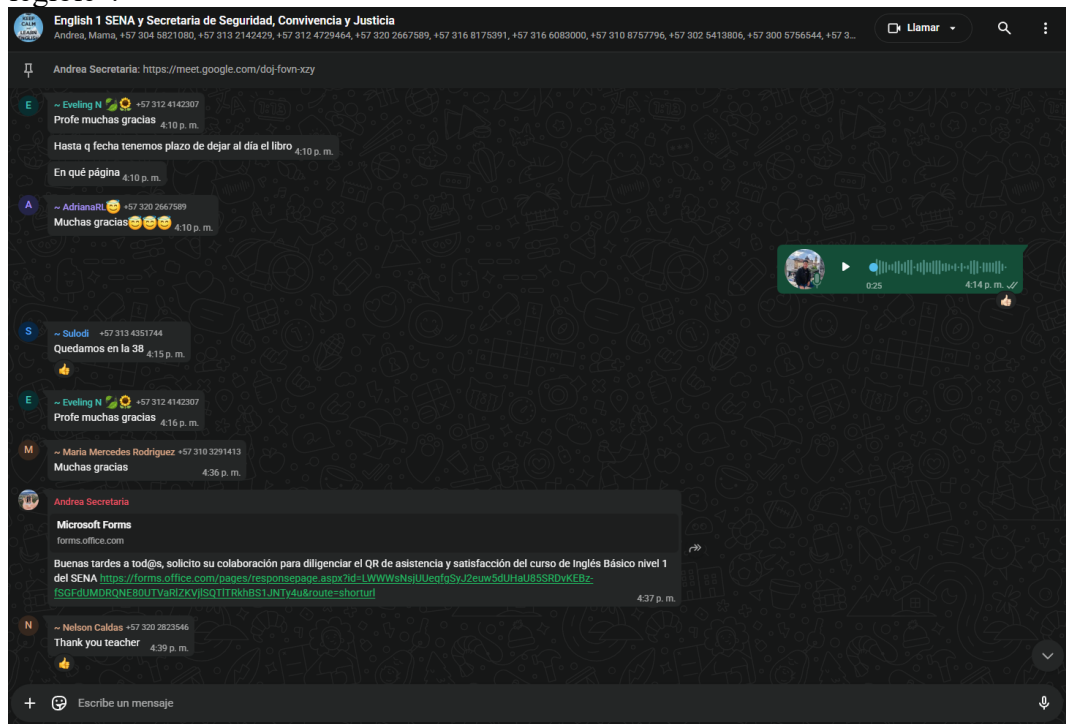 English 1 SENA y Secretaria de Seguridad, Convivencia y Justicia
Andrea, Mama, +57 304 5821080, +57 313 2142429, +57 312 4729464, +57 320 2667589, +57 316 8175391, +57 316 6083000, +57 310 8757796, +57 302 5413806, +57 300 5756544, +57 3...
Llamar
Andrea Secretaria: https://meet.google.com/doj-fovn-xzy
E
~ Eveling N 🍃🌻 +57 312 4142307
Profe muchas gracias 4:10 p. m.
Hasta q fecha tenemos plazo de dejar al día el libro 4:10 p. m.
En qué página 4:10 p. m.
A
~ AdrianaRL😇 +57 320 2667589
Muchas gracias😇😇😇 4:10 p. m.
0:25 4:14 p. m.
S
~ Sulodi +57 313 4351744
Quedamos en la 38 4:15 p. m.
E
~ Eveling N 🍃🌻 +57 312 4142307
Profe muchas gracias 4:16 p. m.
M
~ Maria Mercedes Rodriguez +57 310 3291413
Muchas gracias 4:36 p. m.
Andrea Secretaria
Microsoft Forms
forms.office.com
Buenas tardes a tod@s, solicito su colaboración para diligenciar el QR de asistencia y satisfacción del curso de Inglés Básico nivel 1
del SENA https://forms.office.com/pages/responsepage.aspx?id=LWWWsNsjUUeqfgSyJ2euw5dUHaU85SRDvKEBz-
fSGFdUMDRQNE80UTVaRlZKVjlSQTlTRkhBS1JNTy4u&route=shorturl
4:37 p. m.
N
~ Nelson Caldas +57 320 2823546
Thank you teacher 4:39 p. m.
Escribe un mensaje